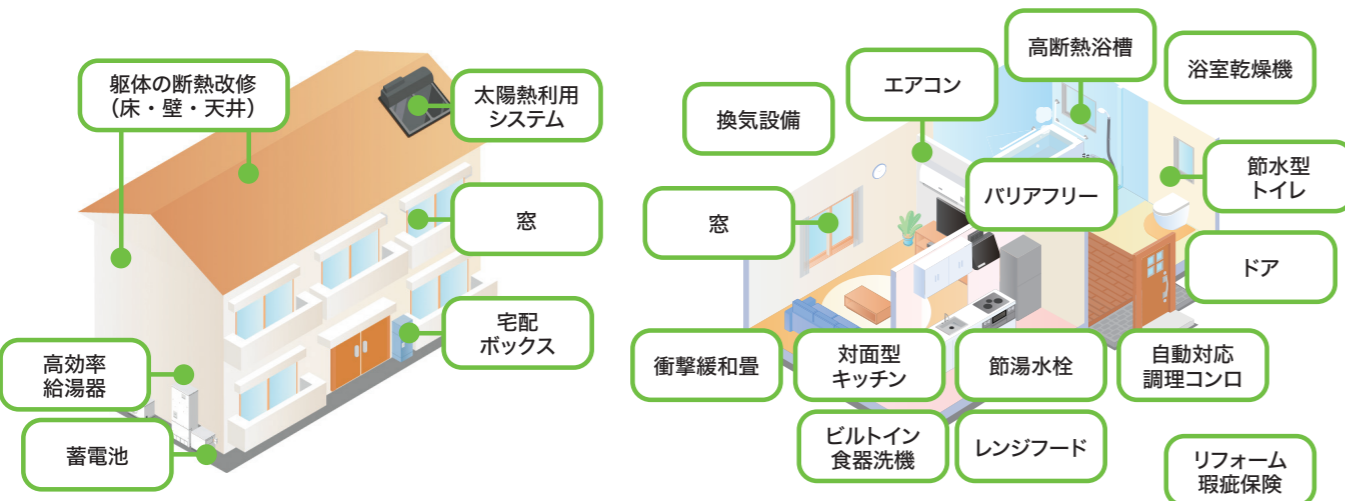 躯体の断熱改修
（床・壁・天井）
太陽熱利用
システム
窓
宅配
ボックス
高効率
給湯器
蓄電池
高断熱浴槽
浴室乾燥機
エアコン
換気設備
節水型
トイレ
バリアフリー
窓
ドア
衝撃緩和畳
対面型
キッチン
節湯水栓
自動対応
調理コンロ
ビルトイン
食器洗機
レンジフード
リフォーム
瑕疵保険